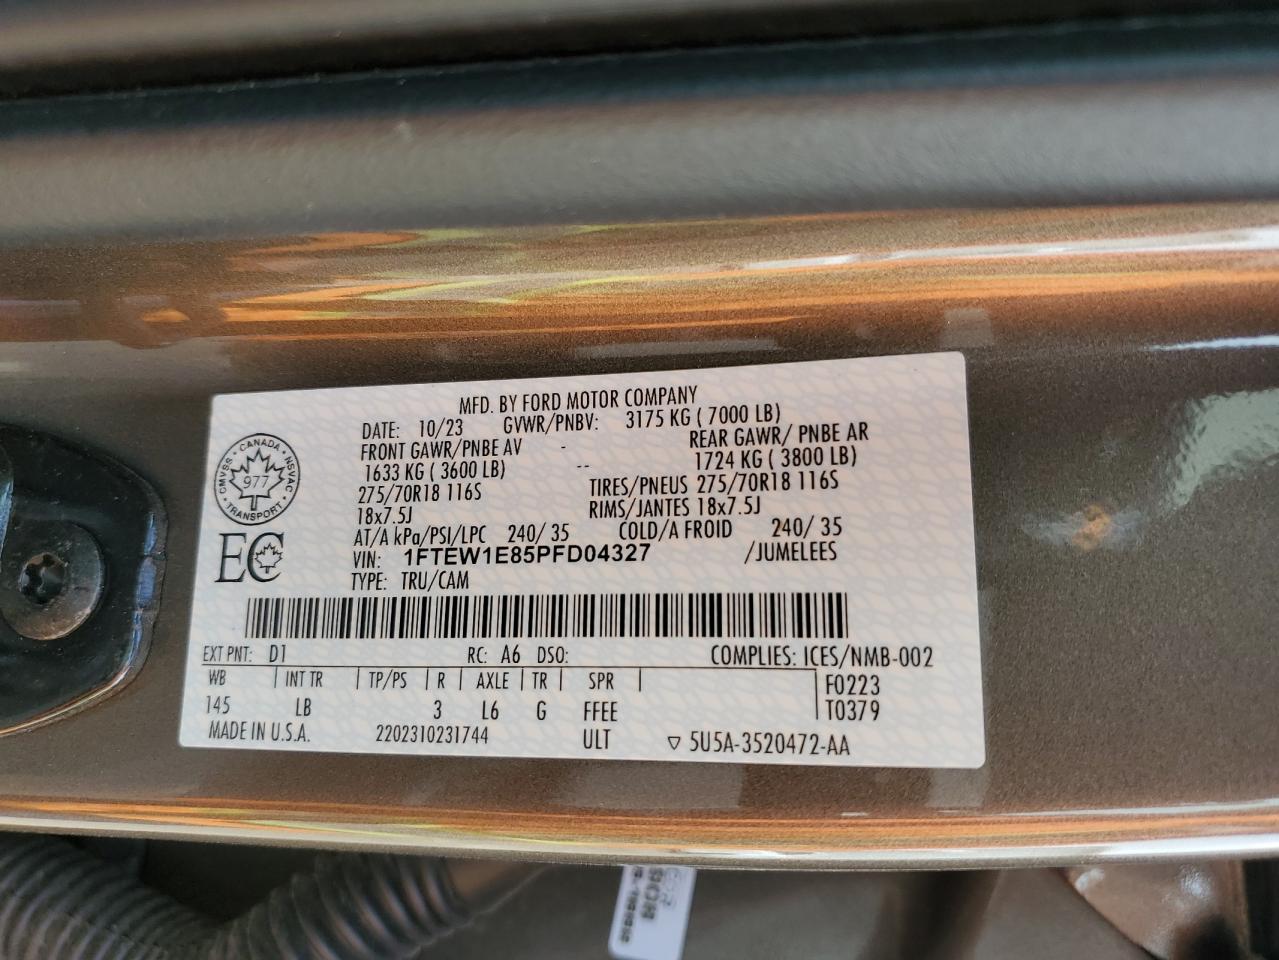 MFD. BY FORD MOTOR COMPANY
DATE: 10/23 GVWR/PNBV: 3175 KG ( 7000 LB)
FRONT GAWR/PNBE AV - REAR GAWR/ PNBE AR
1633 KG ( 3600 LB) -- 1724 KG ( 3800 LB)
275/70R18 116S TIRES/PNEUS 275/70R18 116S
18x7.5J RIMS/JANTES 18x7.5J
AT/A kPa/PSI/LPC 240/ 35 COLD/A FROID 240/ 35
VIN: 1FTEW1E85PFD04327 /JUMELEES
TYPE: TRU/CAM
CANADA
CMVSS NSVAC
977
TRANSPORT
EC
EXT PNT: D1 RC: A6 DSO: COMPLIES: ICES/NMB-002
WB | INT TR | TP/PS | R | AXLE | TR | SPR | F0223
145 LB 3 L6 G FFEE T0379
MADE IN U.S.A. 2202310231744 ULT ▽ 5U5A-3520472-AA